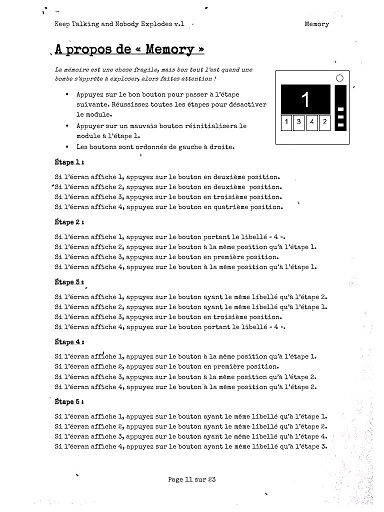 Keep Talking and Nobody Explodes v.1 Memory
A propos de « Memory »
La mémoire est une chose fragile, mais bon tout l'est quand une
bombe s'apprête à exploser, alors faites attention !
• Appuyez sur le bon bouton pour passer à l'étape
suivante. Réussissez toutes les étapes pour désactiver
le module.
• Appuyer sur un mauvais bouton réinitialisera le
module à l'étape 1.
• Les boutons sont ordonnés de gauche à droite.
1
1 3 4 2
Étape 1 :
Si l'écran affiche 1, appuyez sur le bouton en deuxième position.
Si l'écran affiche 2, appuyez sur le bouton en deuxième position.
Si l'écran affiche 3, appuyez sur le bouton en troisième position.
Si l'écran affiche 4, appuyez sur le bouton en quatrième position.
Étape 2 :
Si l'écran affiche 1, appuyez sur le bouton portant le libellé « 4 ».
Si l'écran affiche 2, appuyez sur le bouton à la même position qu'à l'étape 1.
Si l'écran affiche 3, appuyez sur le bouton en première position.
Si l'écran affiche 4, appuyez sur le bouton à la même position qu'à l'étape 1.
Étape 3 :
Si l'écran affiche 1, appuyez sur le bouton ayant le même libellé qu'à l'étape 2.
Si l'écran affiche 2, appuyez sur le bouton ayant le même libellé qu'à l'étape 1.
Si l'écran affiche 3, appuyez sur le bouton en troisième position.
Si l'écran affiche 4, appuyez sur le bouton portant le libellé « 4 ».
Étape 4 :
Si l'écran affiche 1, appuyez sur le bouton à la même position qu'à l'étape 1.
Si l'écran affiche 2, appuyez sur le bouton en première position.
Si l'écran affiche 3, appuyez sur le bouton à la même position qu'à l'étape 2.
Si l'écran affiche 4, appuyez sur le bouton à la même position qu'à l'étape 2.
Étape 5 :
Si l'écran affiche 1, appuyez sur le bouton ayant le même libellé qu'à l'étape 1.
Si l'écran affiche 2, appuyez sur le bouton ayant le même libellé qu'à l'étape 2.
Si l'écran affiche 3, appuyez sur le bouton ayant le même libellé qu'à l'étape 4.
Si l'écran affiche 4, appuyez sur le bouton ayant le même libellé qu'à l'étape 3.
Page 11 sur 23